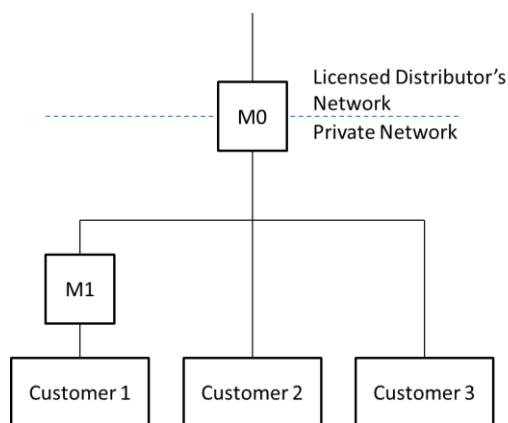 Licensed Distributor's
Network
M0
Private Network
M1
Customer 1
Customer 2
Customer 3